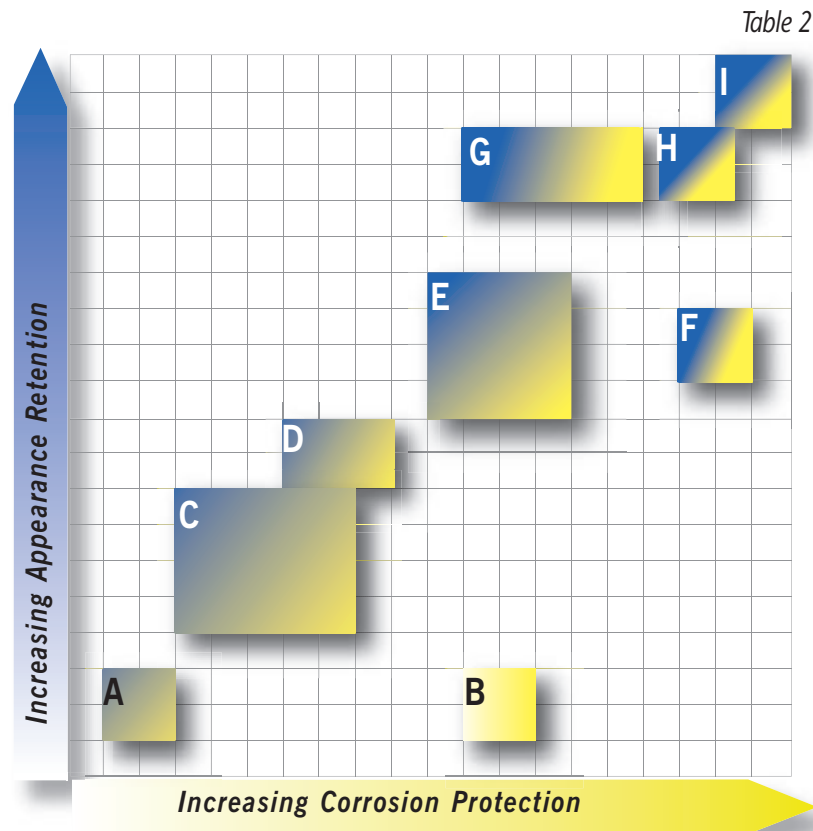 Table 2
I
G
H
E
F
D
C
A
B
Increasing Appearance Retention
Increasing Corrosion Protection